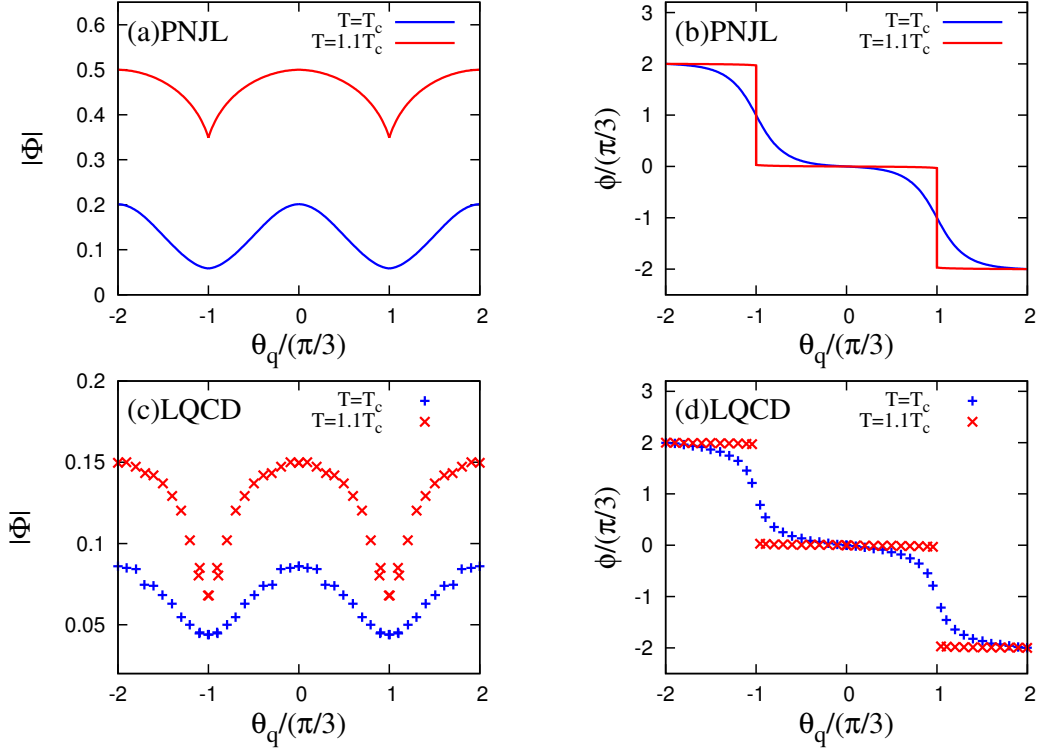 (a)PNJL
T=T_c
T=1.1T_c
|Φ|
0.6
0.5
0.4
0.3
0.2
0.1
0
-2 -1 0 1 2
θ_q/(π/3)
(b)PNJL
T=T_c
T=1.1T_c
ϕ/(π/3)
3
2
1
0
-1
-2
-2 -1 0 1 2
θ_q/(π/3)
(c)LQCD
T=T_c
T=1.1T_c
|Φ|
0.2
0.15
0.1
0.05
-2 -1 0 1 2
θ_q/(π/3)
(d)LQCD
T=T_c
T=1.1T_c
ϕ/(π/3)
3
2
1
0
-1
-2
-2 -1 0 1 2
θ_q/(π/3)